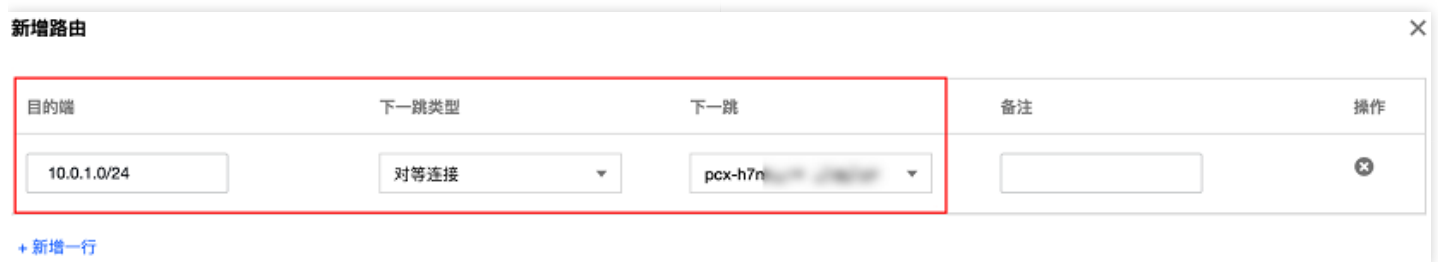 新增路由
目的端 下一跳类型 下一跳 备注 操作
10.0.1.0/24 对等连接 pcx-h7
+ 新增一行